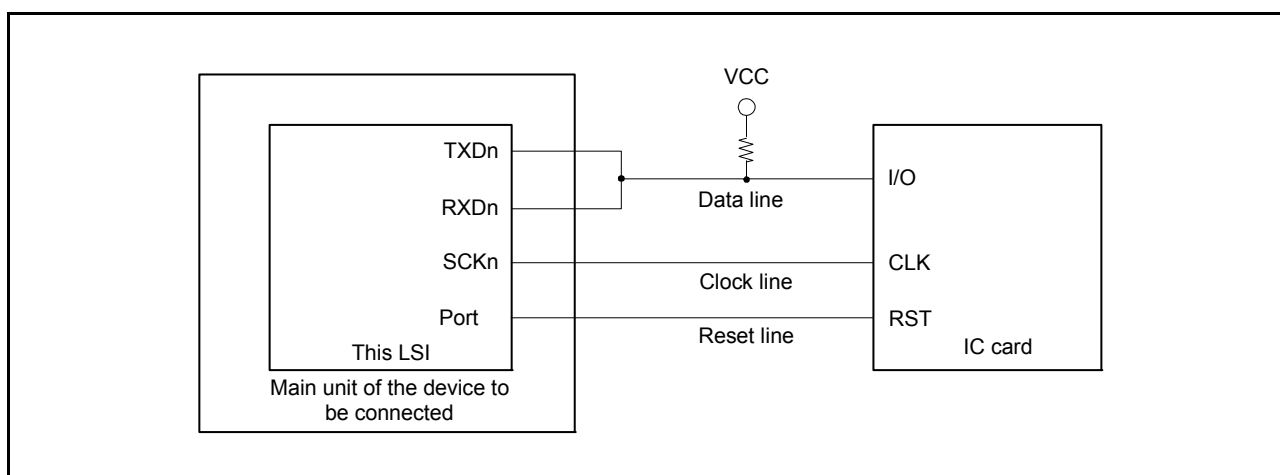 VCC
TXDn
RXDn
SCKn
Port
This LSI
Main unit of the device to
be connected
Data line
Clock line
Reset line
I/O
CLK
RST
IC card